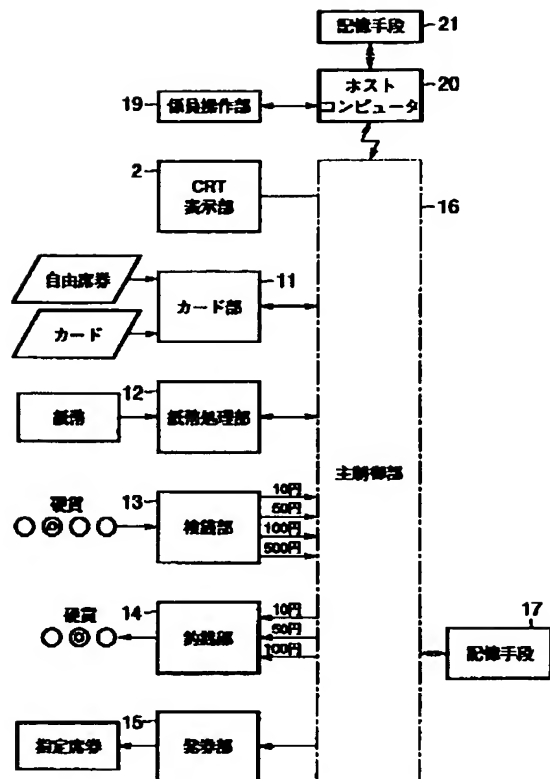 記憶手段
21
ホスト
コンピュータ
20
19
係員操作部
2
CRT
表示部
16
自由席券
カード
カード部
11
12
紙幣
紙幣処理部
主制御部
硬貨
13
検銭部
10円
50円
100円
500円
硬貨
14
釣銭部
10円
50円
100円
17
記憶手段
15
指定席券
発券部